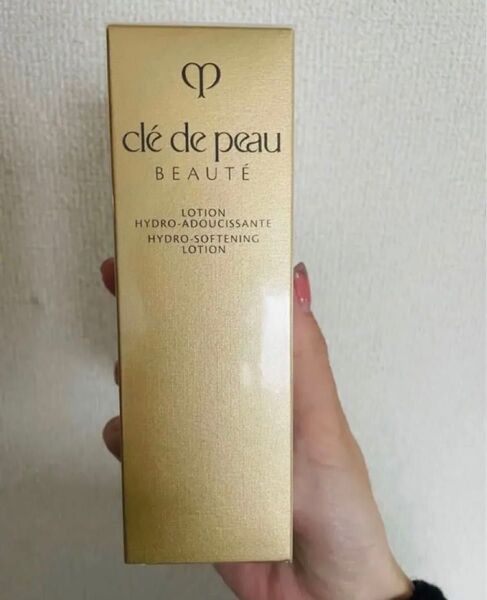 clé de peau
BEAUTÉ
LOTION
HYDRO-ADOUCISSANTE
HYDRO-SOFTENING
LOTION